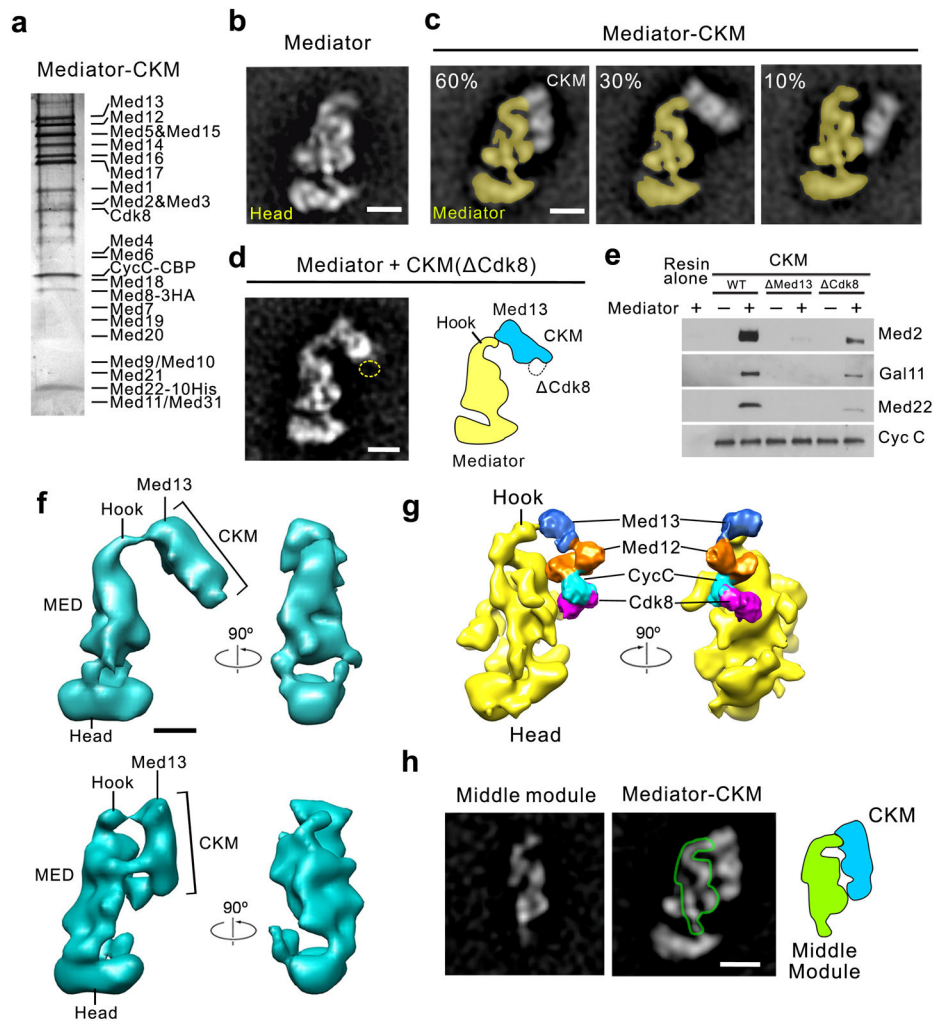 a
Mediator-CKM
Med13
Med12
Med5&Med15
Med14
Med16
Med17
Med1
Med2&Med3
Cdk8
Med4
Med6
CycC-CBP
Med18
Med8-3HA
Med7
Med19
Med20
Med9/Med10
Med21
Med22-10His
Med11/Med31
b
Mediator
Head
c
Mediator-CKM
60%
CKM
30%
10%
Mediator
d
Mediator + CKM(ΔCdk8)
Med13
Hook
CKM
ΔCdk8
Mediator
e
Resin alone
CKM
WT
ΔMed13
ΔCdk8
Mediator + – + – + – +
Med2
Gal11
Med22
Cyc C
f
Med13
Hook
CKM
MED
90º
Head
Med13
Hook
CKM
MED
90º
Head
g
Hook
Med13
Med12
CycC
Cdk8
90º
Head
h
Middle module
Mediator-CKM
CKM
Middle
Module